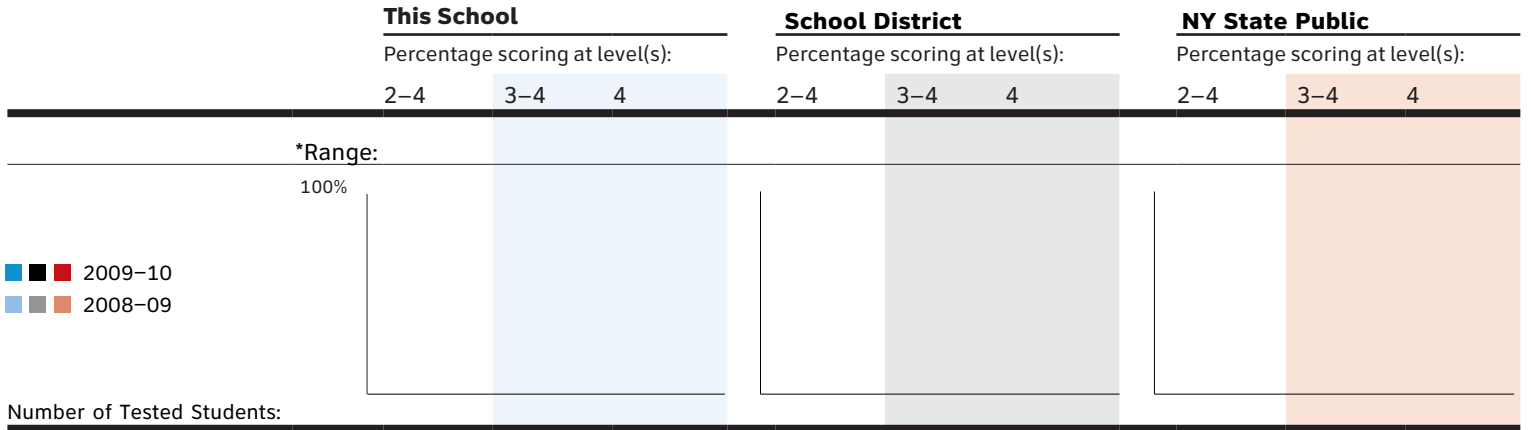 This School School District NY State Public
Percentage scoring at level(s): Percentage scoring at level(s): Percentage scoring at level(s):
2–4 3–4 4 2–4 3–4 4 2–4 3–4 4
*Range:
100%
2009–10
2008–09
Number of Tested Students: